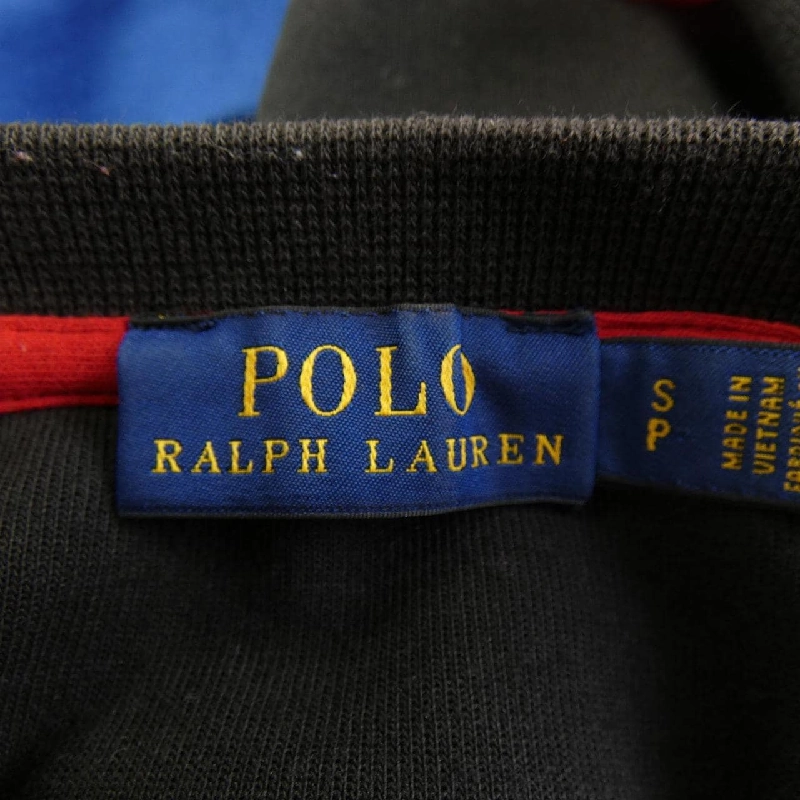 POLO
RALPH LAUREN
S
P
MADE IN
VIETNAM